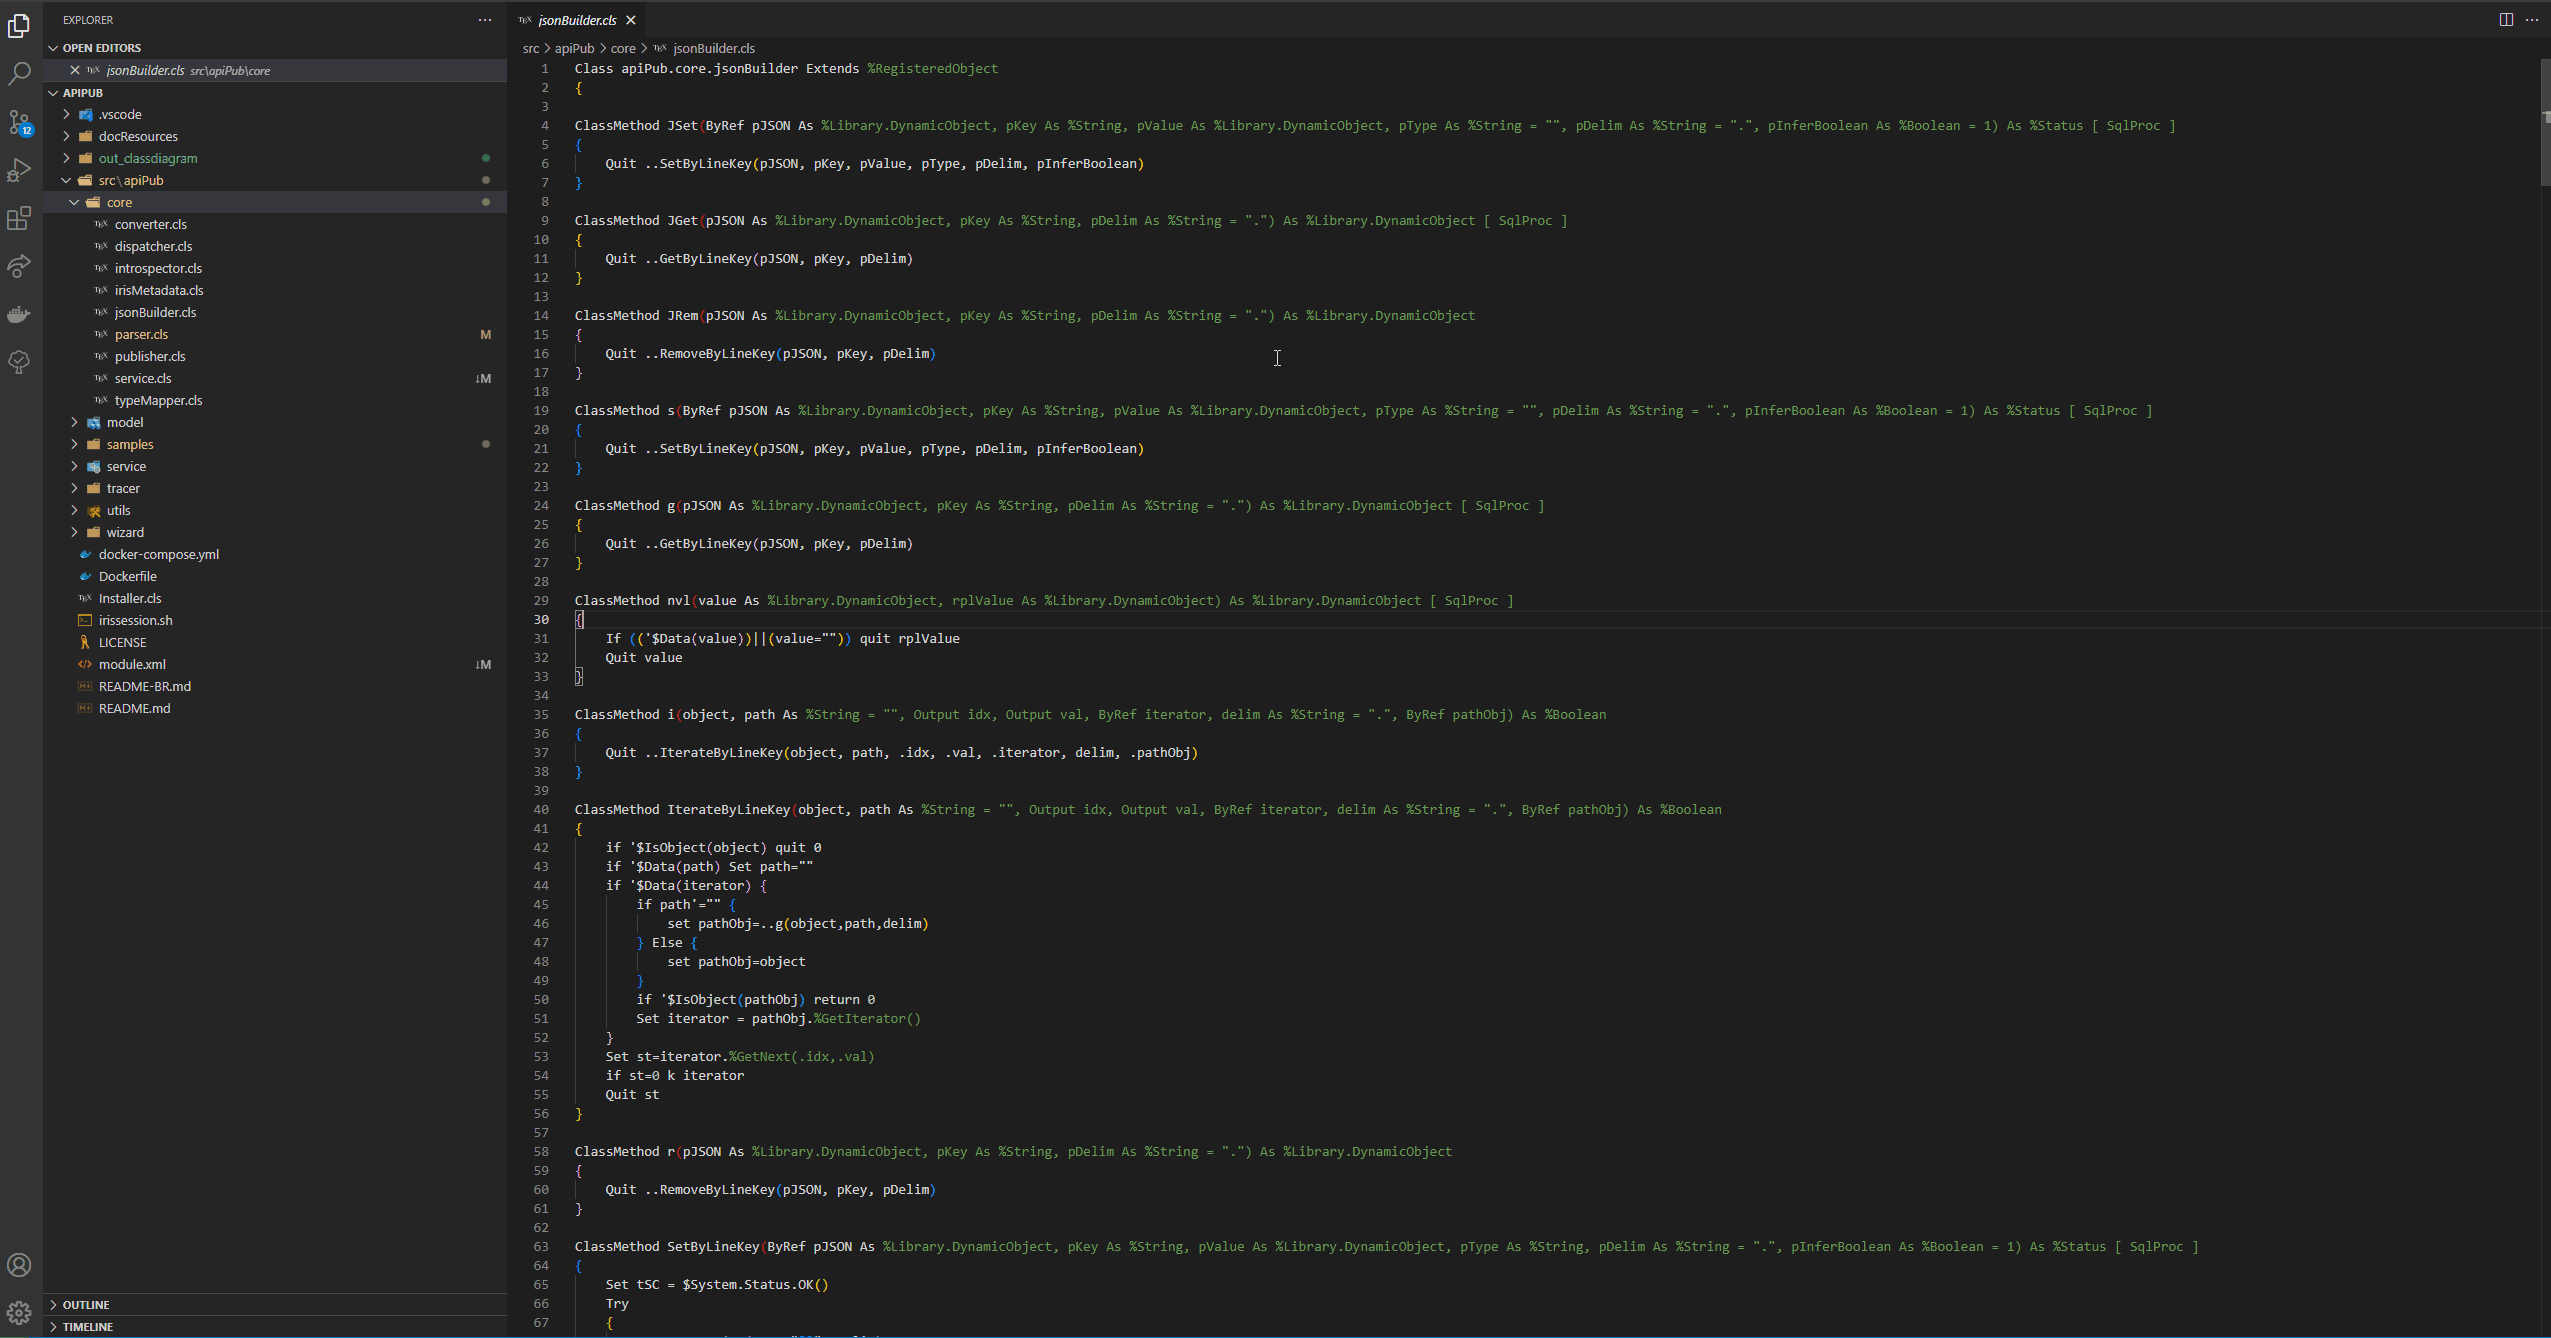 EXPLORER
OPEN EDITORS
jsonBuilder.cls src\apiPub\core
APIPUB
.vscode
docResources
out_classdiagram
src\apiPub
core
converter.cls
dispatcher.cls
introspector.cls
irisMetadata.cls
jsonBuilder.cls
parser.cls M
publisher.cls
service.cls ↓M
typeMapper.cls
model
samples
service
tracer
utils
wizard
docker-compose.yml
Dockerfile
Installer.cls
irissession.sh
LICENSE
module.xml ↓M
README-BR.md
README.md
OUTLINE
TIMELINE
12
jsonBuilder.cls
src > apiPub > core > jsonBuilder.cls
1 Class apiPub.core.jsonBuilder Extends %RegisteredObject
2 {
3
4 ClassMethod JSet(ByRef pJSON As %Library.DynamicObject, pKey As %String, pValue As %Library.DynamicObject, pType As %String = "", pDelim As %String = ".", pInferBoolean As %Boolean = 1) As %Status [ SqlProc ]
5 {
6 Quit ..SetByLineKey(pJSON, pKey, pValue, pType, pDelim, pInferBoolean)
7 }
8
9 ClassMethod JGet(pJSON As %Library.DynamicObject, pKey As %String, pDelim As %String = ".") As %Library.DynamicObject [ SqlProc ]
10 {
11 Quit ..GetByLineKey(pJSON, pKey, pDelim)
12 }
13
14 ClassMethod JRem(pJSON As %Library.DynamicObject, pKey As %String, pDelim As %String = ".") As %Library.DynamicObject
15 {
16 Quit ..RemoveByLineKey(pJSON, pKey, pDelim)
17 }
18
19 ClassMethod s(ByRef pJSON As %Library.DynamicObject, pKey As %String, pValue As %Library.DynamicObject, pType As %String = "", pDelim As %String = ".", pInferBoolean As %Boolean = 1) As %Status [ SqlProc ]
20 {
21 Quit ..SetByLineKey(pJSON, pKey, pValue, pType, pDelim, pInferBoolean)
22 }
23
24 ClassMethod g(pJSON As %Library.DynamicObject, pKey As %String, pDelim As %String = ".") As %Library.DynamicObject [ SqlProc ]
25 {
26 Quit ..GetByLineKey(pJSON, pKey, pDelim)
27 }
28
29 ClassMethod nvl(value As %Library.DynamicObject, rplValue As %Library.DynamicObject) As %Library.DynamicObject [ SqlProc ]
30 {
31 If (('$Data(value))||(value="")) quit rplValue
32 Quit value
33 }
34
35 ClassMethod i(object, path As %String = "", Output idx, Output val, ByRef iterator, delim As %String = ".", ByRef pathObj) As %Boolean
36 {
37 Quit ..IterateByLineKey(object, path, .idx, .val, .iterator, delim, .pathObj)
38 }
39
40 ClassMethod IterateByLineKey(object, path As %String = "", Output idx, Output val, ByRef iterator, delim As %String = ".", ByRef pathObj) As %Boolean
41 {
42 if '$IsObject(object) quit 0
43 if '$Data(path) Set path=""
44 if '$Data(iterator) {
45 if path'="" {
46 set pathObj=..g(object,path,delim)
47 } Else {
48 set pathObj=object
49 }
50 if '$IsObject(pathObj) return 0
51 Set iterator = pathObj.%GetIterator()
52 }
53 Set st=iterator.%GetNext(.idx,.val)
54 if st=0 k iterator
55 Quit st
56 }
57
58 ClassMethod r(pJSON As %Library.DynamicObject, pKey As %String, pDelim As %String = ".") As %Library.DynamicObject
59 {
60 Quit ..RemoveByLineKey(pJSON, pKey, pDelim)
61 }
62
63 ClassMethod SetByLineKey(ByRef pJSON As %Library.DynamicObject, pKey As %String, pValue As %Library.DynamicObject, pType As %String, pDelim As %String = ".", pInferBoolean As %Boolean = 1) As %Status [ SqlProc ]
64 {
65 Set tSC = $System.Status.OK()
66 Try
67 {